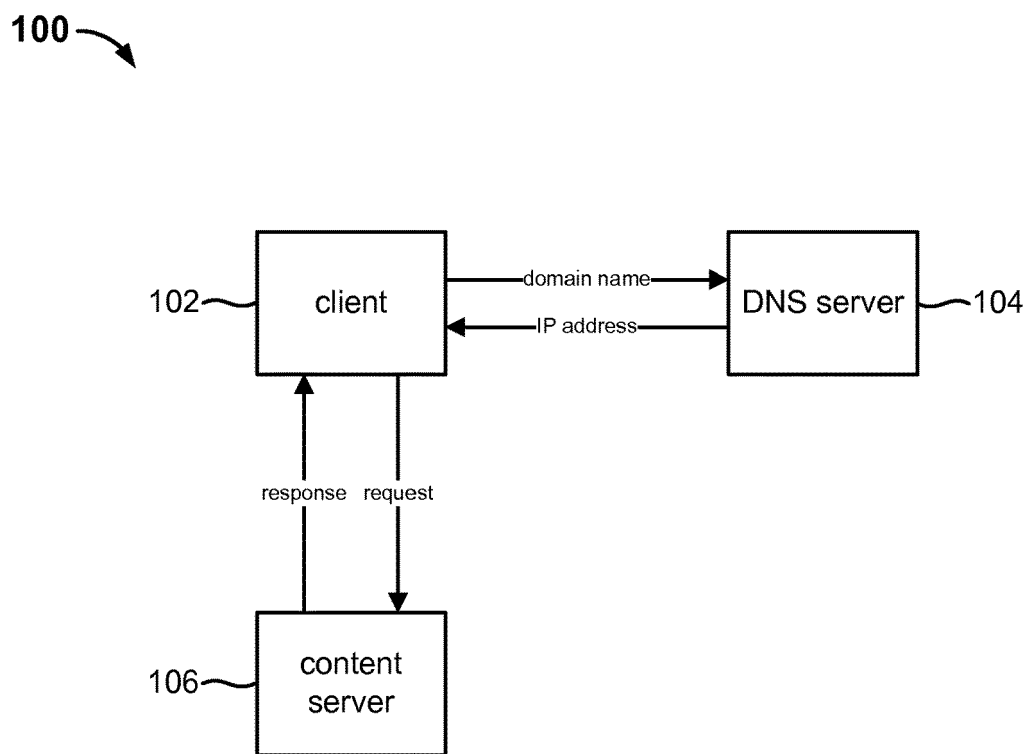 100
102
client
domain name
IP address
DNS server
104
response
request
106
content
server